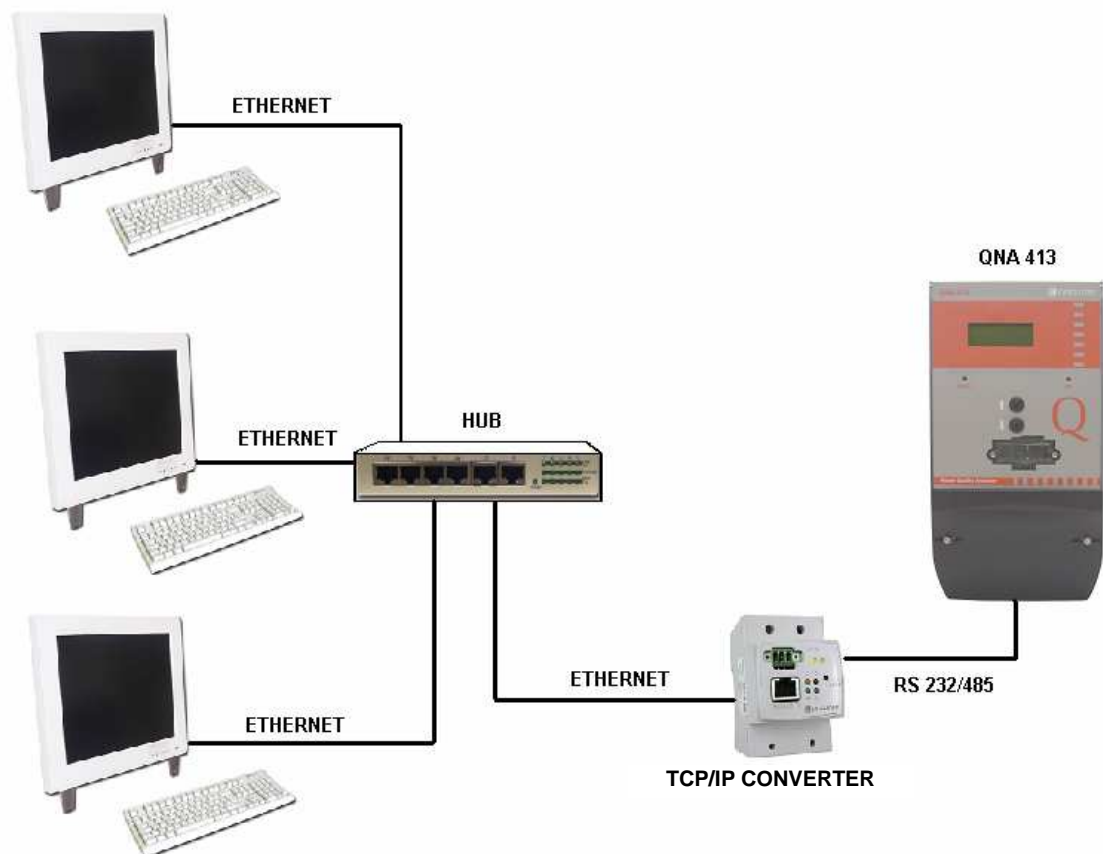 ETHERNET
QNA 413
HUB
ETHERNET
Q
ETHERNET
RS 232/485
ETHERNET
TCP/IP CONVERTER